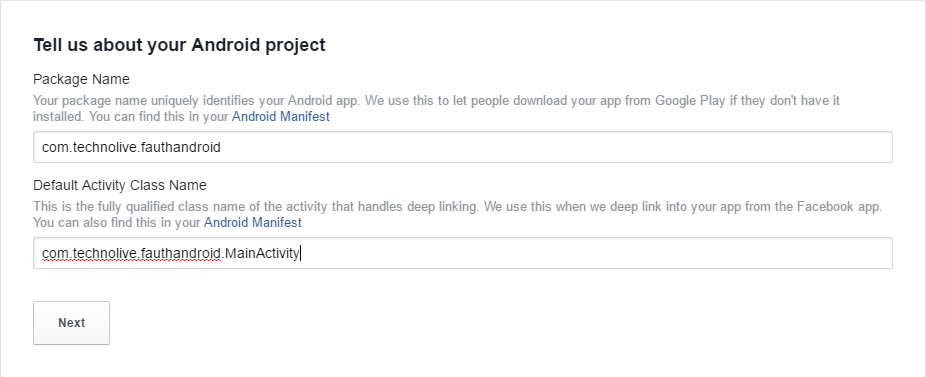 Tell us about your Android project
Package Name
Your package name uniquely identifies your Android app. We use this to let people download your app from Google Play if they don't have it
installed. You can find this in your Android Manifest
com.technolive.fauthandroid
Default Activity Class Name
This is the fully qualified class name of the activity that handles deep linking. We use this when we deep link into your app from the Facebook app.
You can also find this in your Android Manifest
com.technolive.fauthandroid.MainActivity
Next